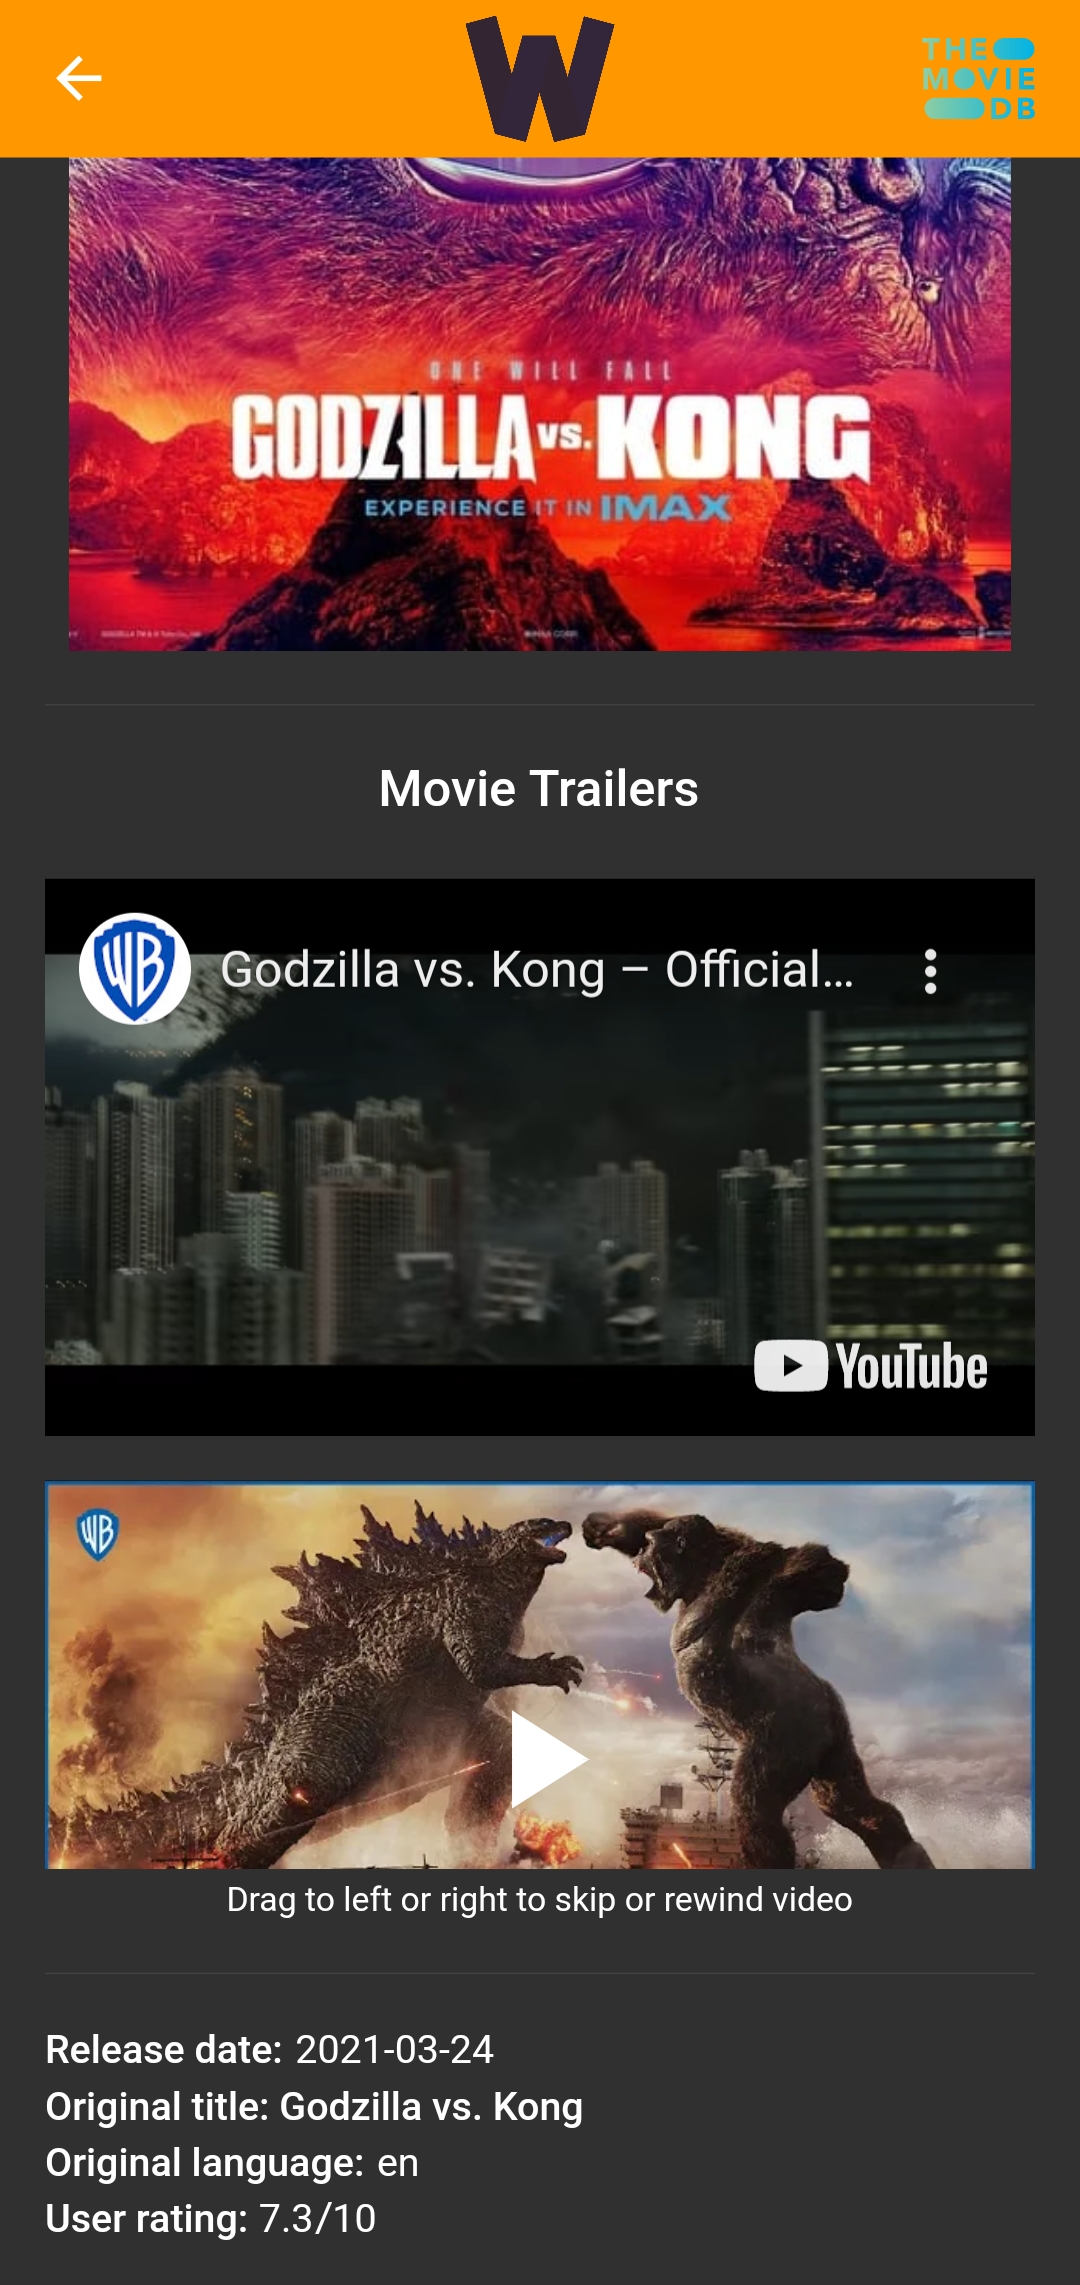 W
THE
MOVIE
DB
ONE WILL FALL
GODZILLA vs. KONG
EXPERIENCE IT IN IMAX
Movie Trailers
WB
Godzilla vs. Kong – Official...
YouTube
WB
Drag to left or right to skip or rewind video
Release date: 2021-03-24
Original title: Godzilla vs. Kong
Original language: en
User rating: 7.3/10